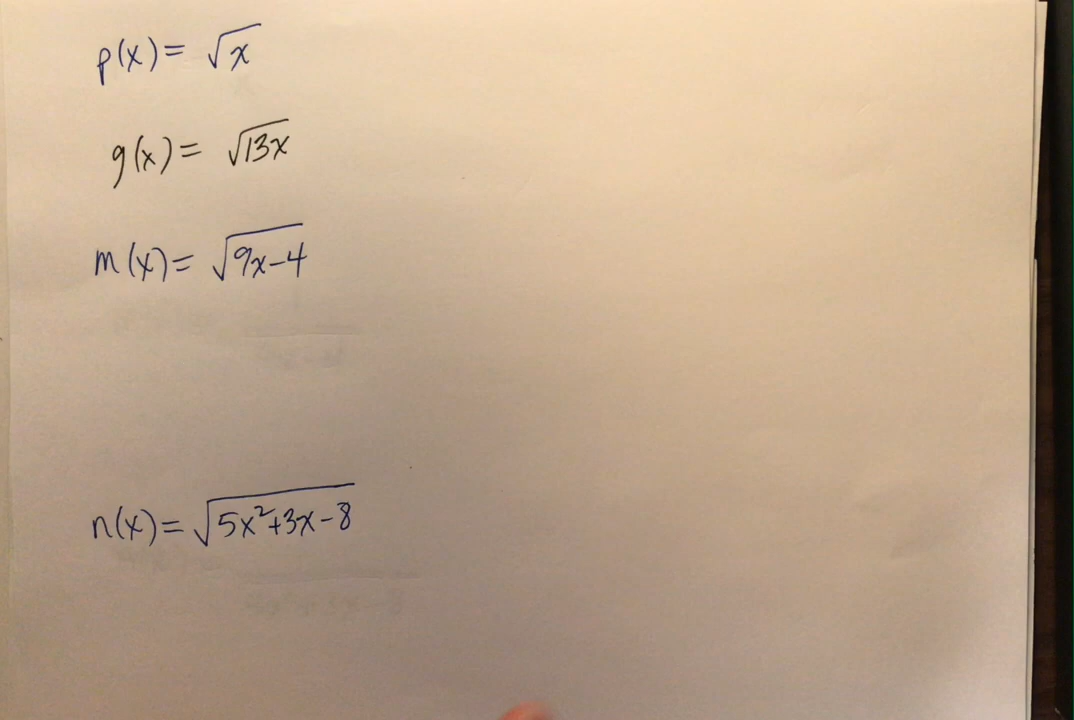 p(x) = √x
g(x) = √13x
m(x) = √9x-4
n(x) = √5x²+3x-8